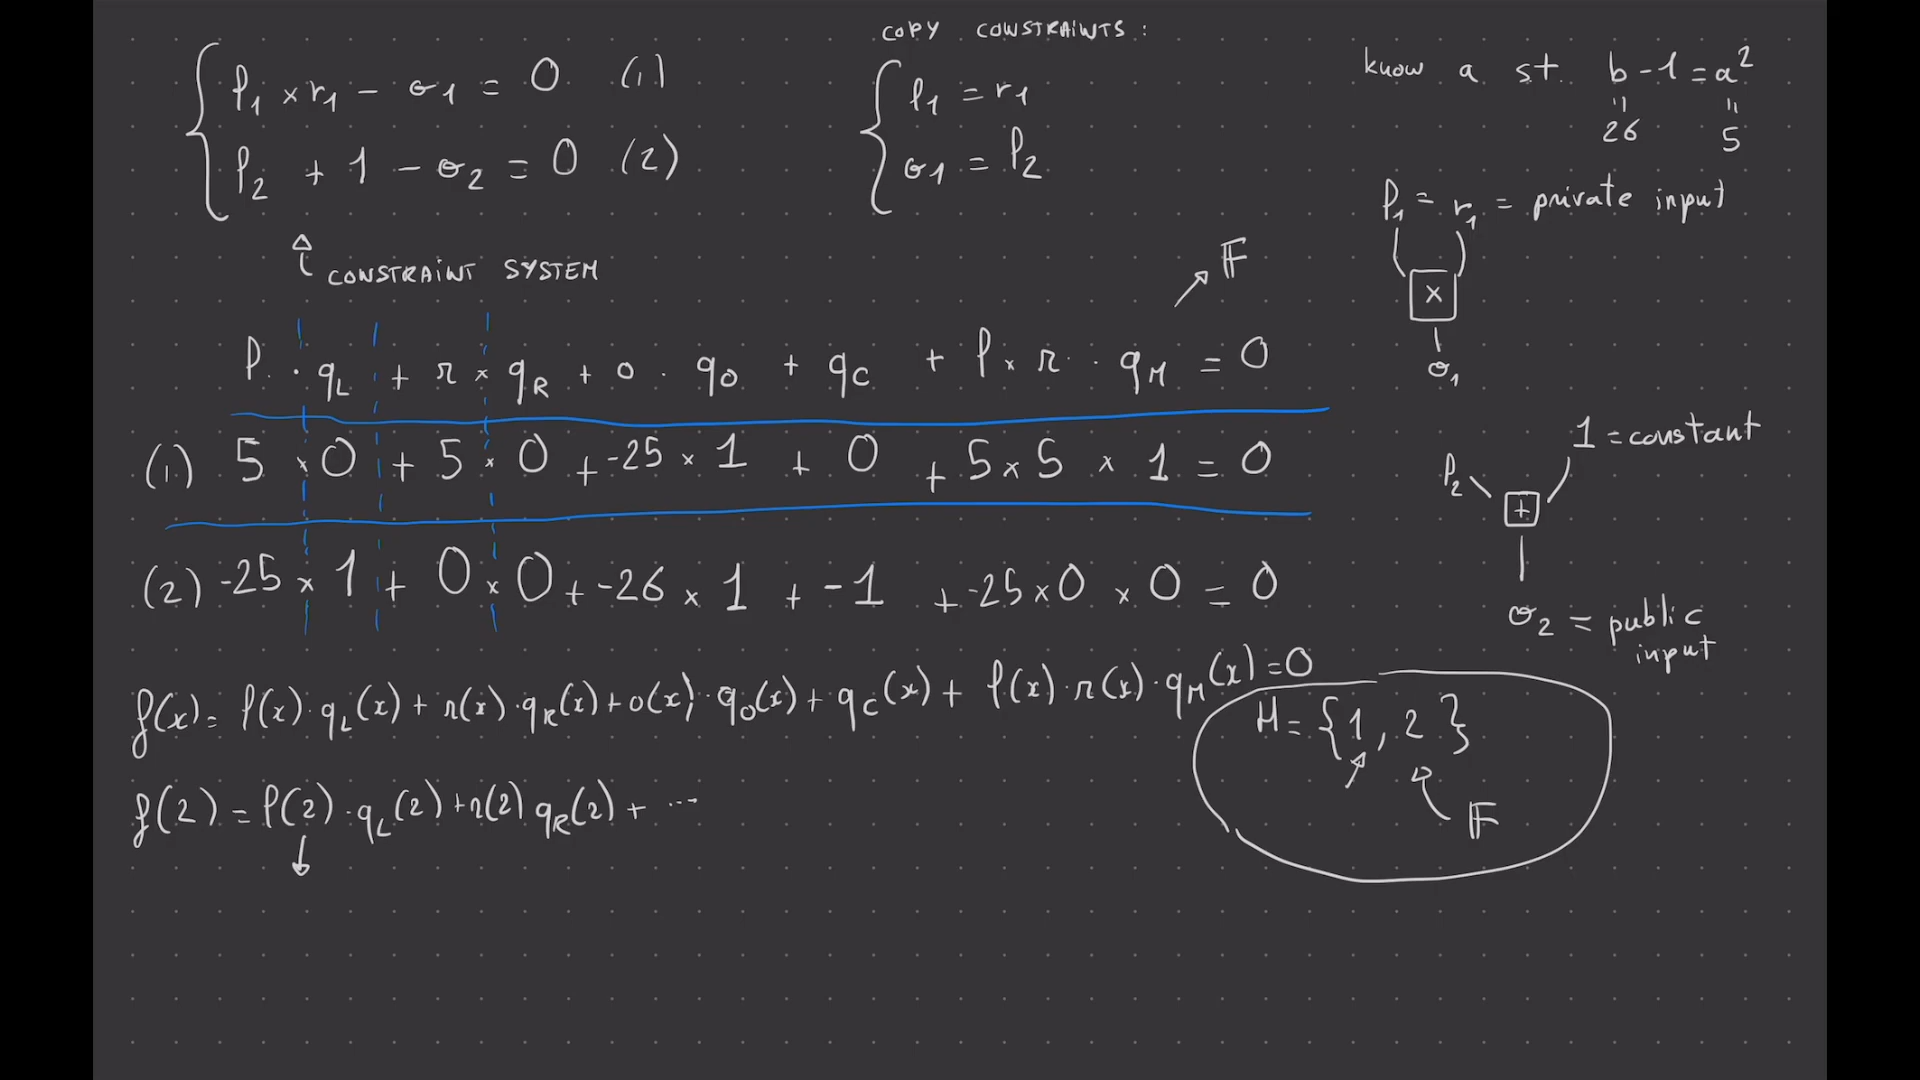 COPY CONSTRAINTS :
l₁ × r₁ - o₁ = 0 (1)
l₂ + 1 - o₂ = 0 (2)
l₁ = r₁
o₁ = l₂
know a st. b - 1 = a²
" "
26 5
l₁ = r₁ = private input
×
o₁
CONSTRAINT SYSTEM
F
l · q_L + r × q_R + o · q_O + q_C + l × r · q_M = 0
(1) 5 × 0 + 5 × 0 + -25 × 1 + 0 + 5 × 5 × 1 = 0
(2) -25 × 1 + 0 × 0 + -26 × 1 + -1 + -25 × 0 × 0 = 0
1 = constant
l₂
+
o₂ = public
input
f(x) = l(x) · q_L(x) + r(x) · q_R(x) + o(x) · q_O(x) + q_C(x) + l(x) · r(x) · q_M(x) = 0
H = {1, 2}
F
f(2) = l(2) · q_L(2) + r(2) q_R(2) + ...